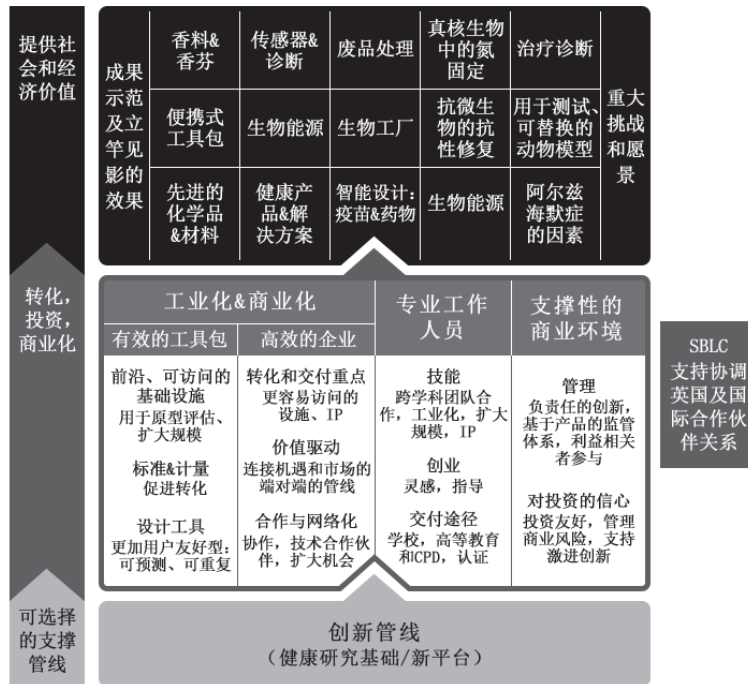 提供社
会和经
济价值
成果
示范
及立
竿见
影的
效果
香料&
香芬
传感器&
诊断
废品处理
真核生物
中的氮
固定
治疗诊断
便携式
工具包
生物能源
生物工厂
抗微生
物的抗
性修复
用于测试、
可替换的
动物模型
先进的
化学品
&材料
健康产
品&解
决方案
智能设计：
疫苗&药物
生物能源
阿尔兹
海默症
的因素
重大
挑战
和愿
景
转化，
投资，
商业化
工业化&商业化
有效的工具包
高效的企业
专业工作
人员
支撑性的
商业环境
前沿、可访问的
基础设施
用于原型评估、
扩大规模
标准&计量
促进转化
设计工具
更加用户友好型：
可预测、可重复
转化和交付重点
更容易访问的
设施、IP
价值驱动
连接机遇和市场的
端对端的管线
合作与网络化
协作，技术合作伙
伴，扩大机会
技能
跨学科团队合
作，工业化，扩大
规模，IP
创业
灵感，指导
交付途径
学校，高等教育
和CPD，认证
管理
负责任的创新，
基于产品的监管
体系，利益相关
者参与
对投资的信心
投资友好，管理
商业风险，支持
激进创新
SBLC
支持协调
英国及国
际合作伙
伴关系
可选择
的支撑
管线
创新管线
（健康研究基础/新平台）